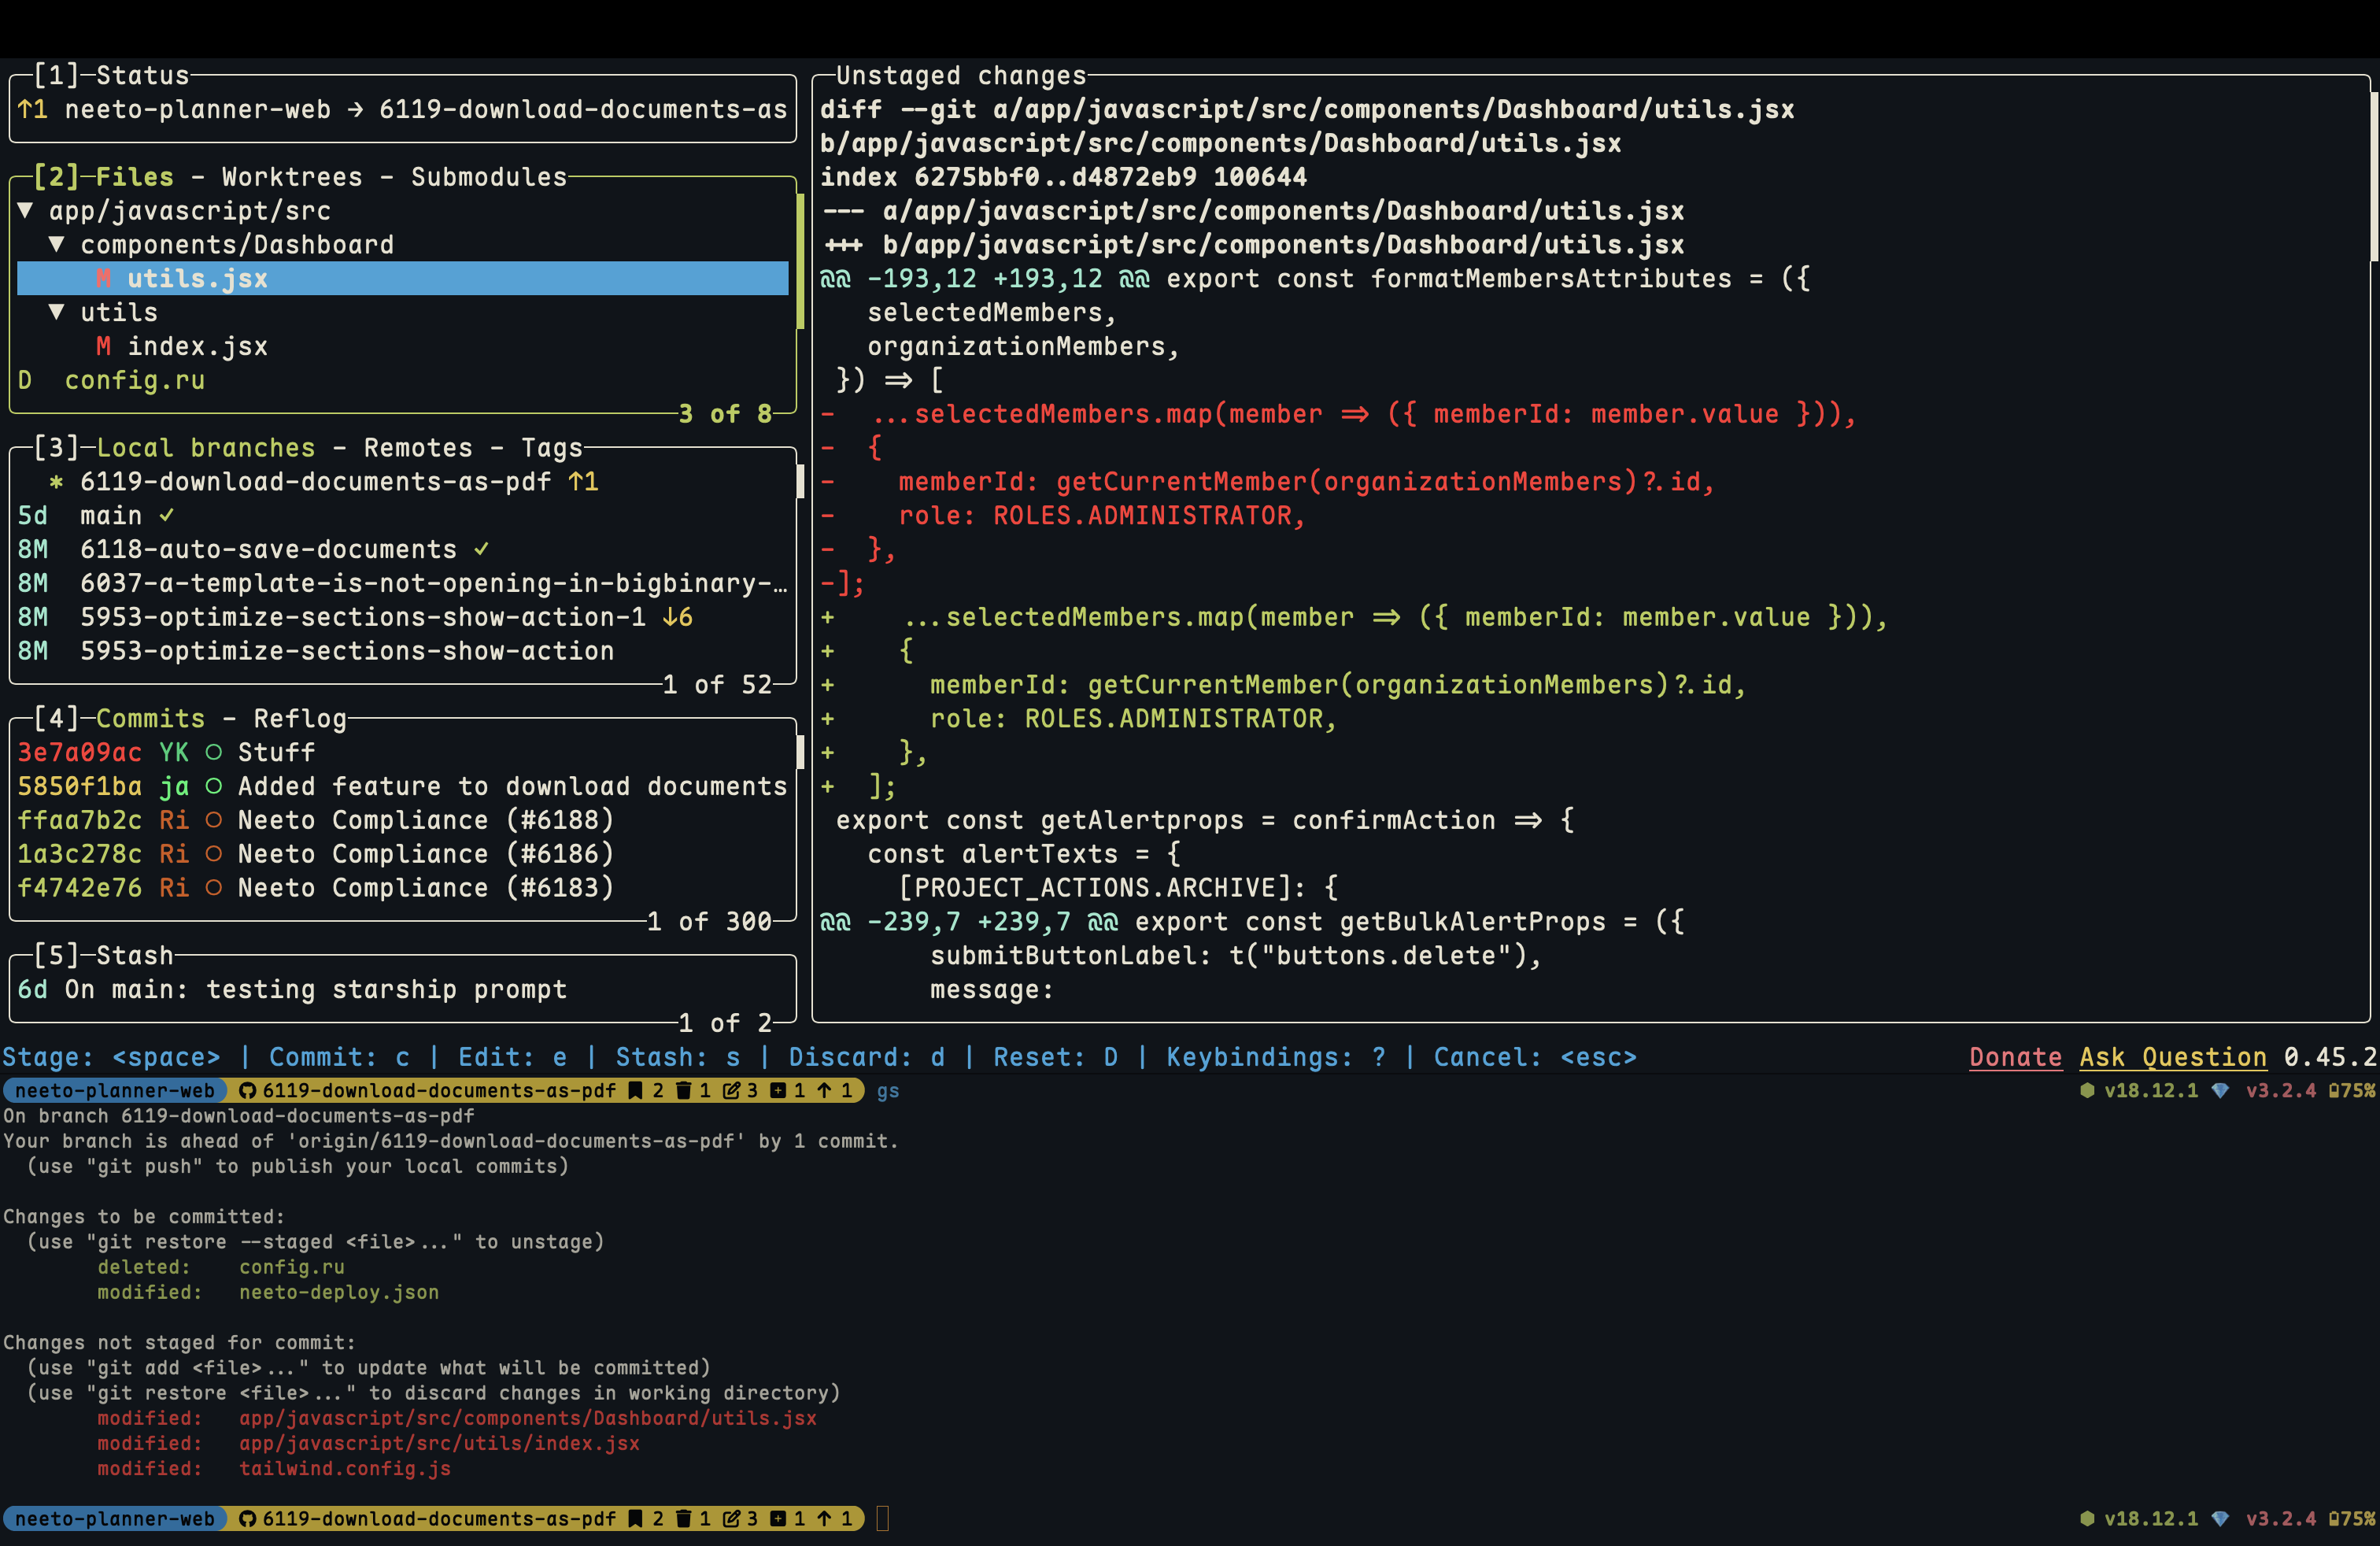 [1]-Status
↑1 neeto-planner-web → 6119-download-documents-as
[2]-Files - Worktrees - Submodules
▼ app/javascript/src
▼ components/Dashboard
M utils.jsx
▼ utils
M index.jsx
D config.ru
3 of 8
[3]-Local branches - Remotes - Tags
* 6119-download-documents-as-pdf ↑1
5d main ✓
8M 6118-auto-save-documents ✓
8M 6037-a-template-is-not-opening-in-bigbinary-…
8M 5953-optimize-sections-show-action-1 ↓6
8M 5953-optimize-sections-show-action
1 of 52
[4]-Commits - Reflog
3e7a09ac YK ○ Stuff
5850f1ba ja ○ Added feature to download documents
ffaa7b2c Ri ○ Neeto Compliance (#6188)
1a3c278c Ri ○ Neeto Compliance (#6186)
f4742e76 Ri ○ Neeto Compliance (#6183)
1 of 300
[5]-Stash
6d On main: testing starship prompt
1 of 2
Unstaged changes
diff --git a/app/javascript/src/components/Dashboard/utils.jsx
b/app/javascript/src/components/Dashboard/utils.jsx
index 6275bbf0..d4872eb9 100644
--- a/app/javascript/src/components/Dashboard/utils.jsx
+++ b/app/javascript/src/components/Dashboard/utils.jsx
@@ -193,12 +193,12 @@ export const formatMembersAttributes = ({
selectedMembers,
organizationMembers,
}) => [
-  ...selectedMembers.map(member => ({ memberId: member.value })),
-  {
-    memberId: getCurrentMember(organizationMembers)?.id,
-    role: ROLES.ADMINISTRATOR,
-  },
-];
+    ...selectedMembers.map(member => ({ memberId: member.value })),
+    {
+      memberId: getCurrentMember(organizationMembers)?.id,
+      role: ROLES.ADMINISTRATOR,
+    },
+  ];
export const getAlertprops = confirmAction => {
const alertTexts = {
[PROJECT_ACTIONS.ARCHIVE]: {
@@ -239,7 +239,7 @@ export const getBulkAlertProps = ({
submitButtonLabel: t("buttons.delete"),
message:
Stage: <space> | Commit: c | Edit: e | Stash: s | Discard: d | Reset: D | Keybindings: ? | Cancel: <esc> Donate Ask Question 0.45.2
neeto-planner-web 6119-download-documents-as-pdf 2 1 3 1 ↑ 1 gs v18.12.1 v3.2.4 75%
On branch 6119-download-documents-as-pdf
Your branch is ahead of 'origin/6119-download-documents-as-pdf' by 1 commit.
(use "git push" to publish your local commits)
Changes to be committed:
(use "git restore --staged <file>..." to unstage)
deleted: config.ru
modified: neeto-deploy.json
Changes not staged for commit:
(use "git add <file>..." to update what will be committed)
(use "git restore <file>..." to discard changes in working directory)
modified: app/javascript/src/components/Dashboard/utils.jsx
modified: app/javascript/src/utils/index.jsx
modified: tailwind.config.js
neeto-planner-web 6119-download-documents-as-pdf 2 1 3 1 ↑ 1 v18.12.1 v3.2.4 75%